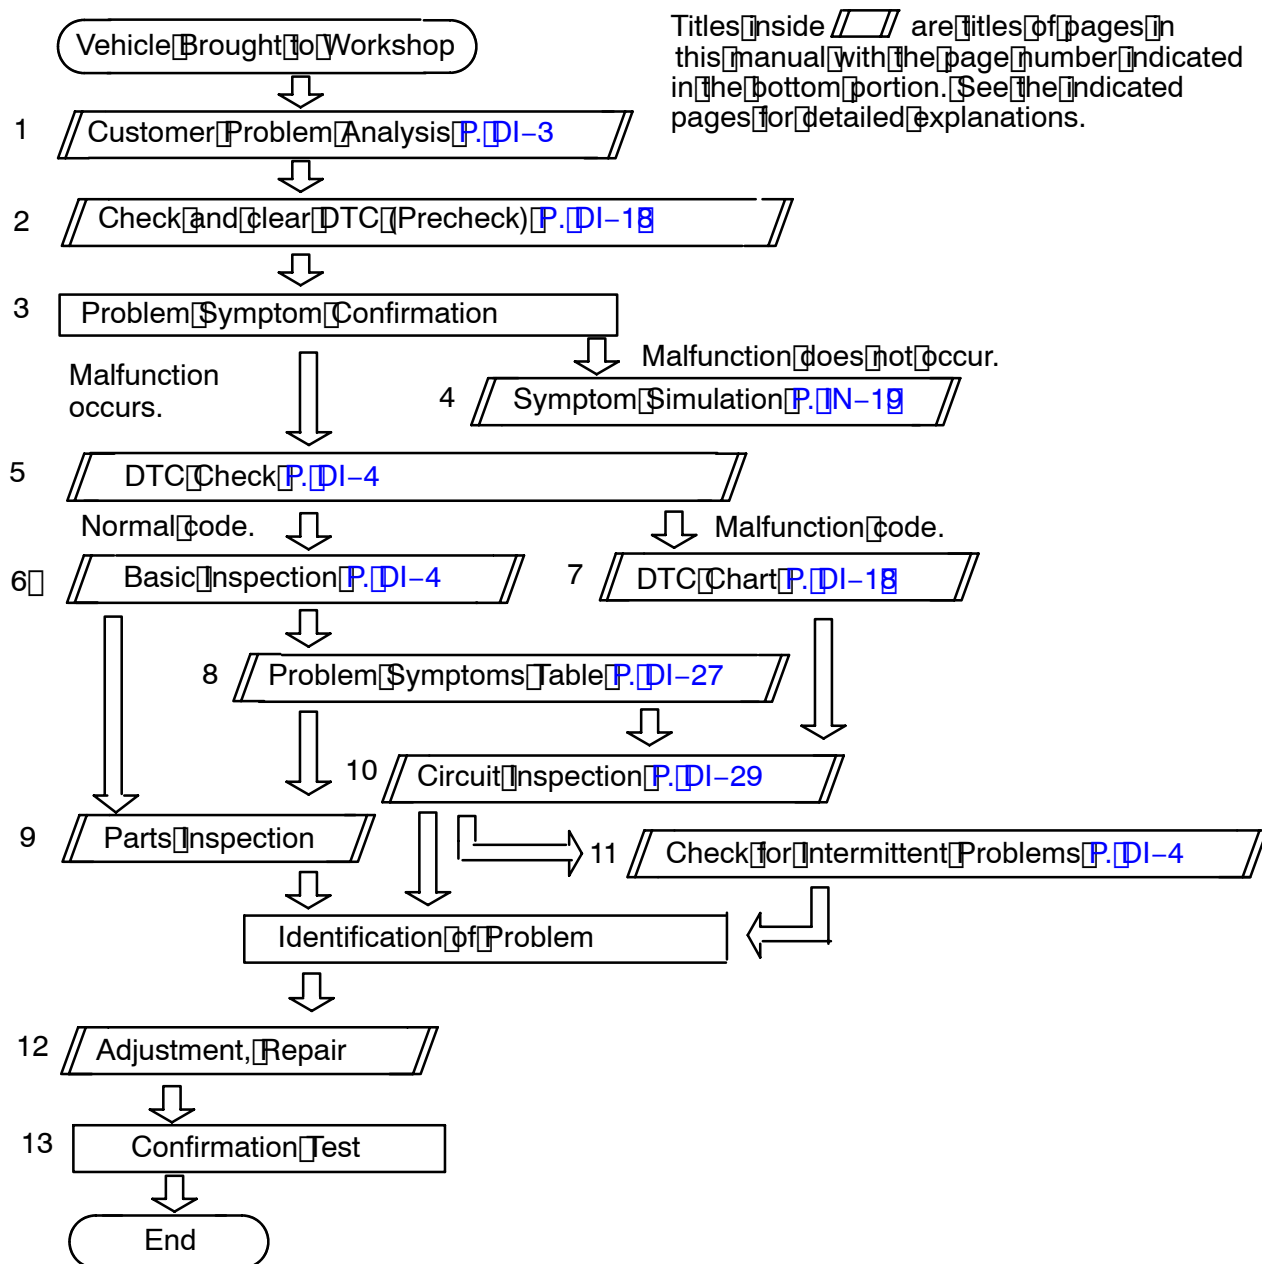 Vehicle Brought to Workshop
Titles inside are titles of pages in
this manual with the page number indicated
in the bottom portion. See the indicated
pages for detailed explanations.
1 Customer Problem Analysis P. DI–3
2 Check and clear DTC (Precheck) P. DI–18
3 Problem Symptom Confirmation
Malfunction does not occur.
Malfunction
occurs.
4 Symptom Simulation P. IN–19
5 DTC Check P. DI–4
Normal code.
Malfunction code.
6 Basic Inspection P. DI–4
7 DTC Chart P. DI–18
8 Problem Symptoms Table P. DI–27
10 Circuit Inspection P. DI–29
9 Parts Inspection
11 Check for Intermittent Problems P. DI–4
Identification of Problem
12 Adjustment, Repair
13 Confirmation Test
End